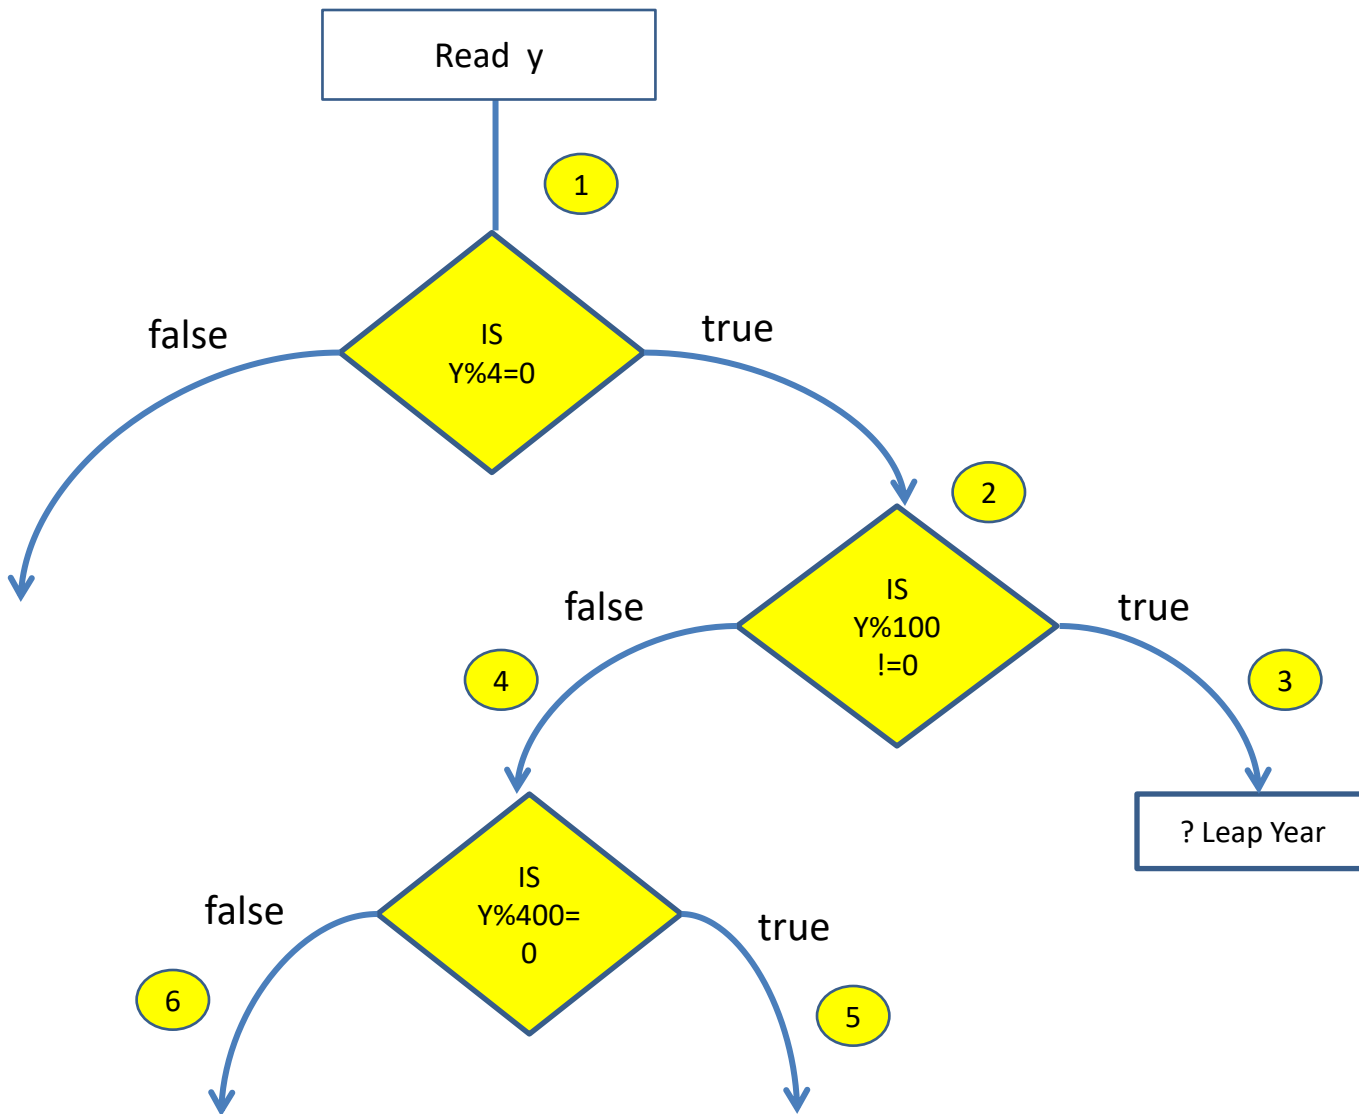 Read y
1
false
true
IS
Y%4=0
2
false
true
IS
Y%100
!=0
4
3
? Leap Year
false
true
IS
Y%400=
0
6
5